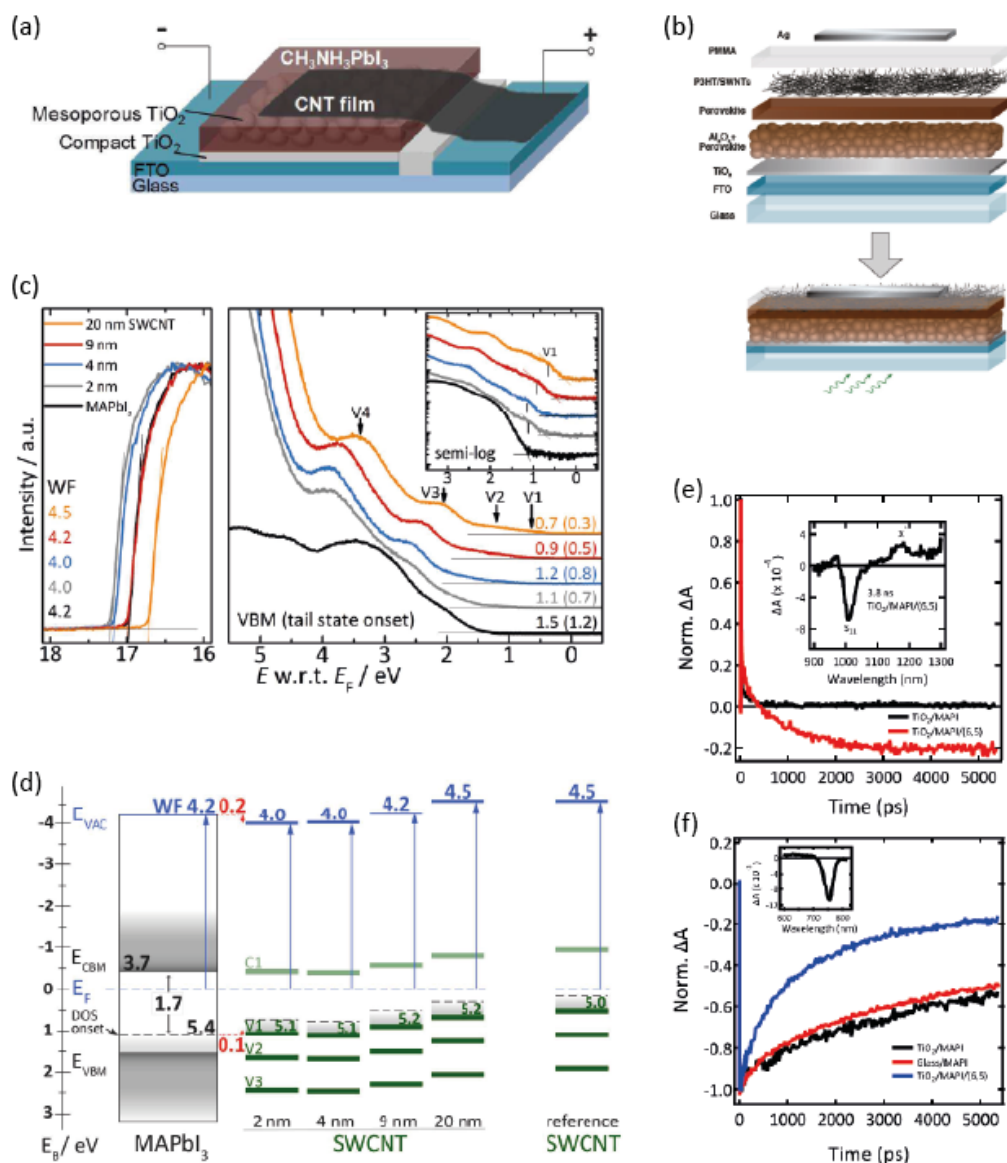 (a)
-
+
CH₃NH₃PbI₃
CNT film
Mesoporous TiO₂
Compact TiO₂
FTO
Glass
(b)
Ag
PMMA
P3HT/SWNTs
Perovskite
Al₂O₃+
Perovskite
FTO
Glass
(c)
20 nm SWCNT
9 nm
4 nm
2 nm
MAPbI₃
WF
4.5
4.2
4.0
4.0
4.2
Intensity / a.u.
18 17 16
V4
V3
V2
V1
0.7 (0.3)
0.9 (0.5)
1.2 (0.8)
1.1 (0.7)
1.5 (1.2)
VBM (tail state onset)
5 4 3 2 1 0
E w.r.t. E_F / eV
V1
semi-log
3 2 1 0
(d)
E_VAC
WF 4.2
0.2
4.0
4.0
4.2
4.5
4.5
-4
-3
-2
-1
0
1
2
3
E_CBM
3.7
C1
E_F
1.7
DOS
onset
5.4
0.1
E_VBM
V1
5.1
5.1
5.2
5.2
5.0
V2
V3
2 nm 4 nm 9 nm 20 nm reference
E_B / eV MAPbI₃ SWCNT SWCNT
(e)
Norm. ΔA
1.0
0.8
0.6
0.4
0.2
0.0
-0.2
4
0
-4
-8
3.8 ns
TiO₂/MAPI/(6,5)
S₁₁
900 1000 1100 1200 1300
Wavelength (nm)
TiO₂/MAPI
TiO₂/MAPI/(6,5)
0 1000 2000 3000 4000 5000
Time (ps)
(f)
Norm. ΔA
0.2
0.0
-0.2
-0.4
-0.6
-0.8
-1.0
600 700 800
Wavelength (nm)
TiO₂/MAPI
Glass/MAPI
TiO₂/MAPI/(6,5)
0 1000 2000 3000 4000 5000
Time (ps)